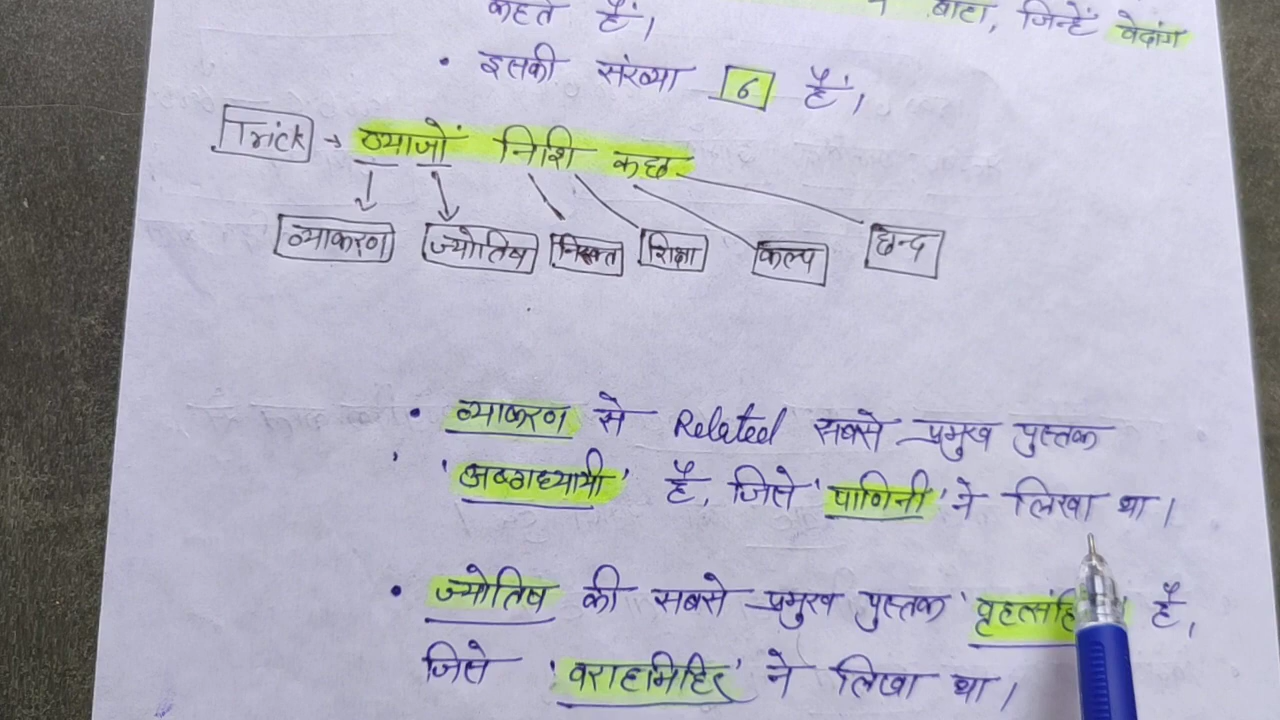 कहते हैं।
बाटा, जिन्हें वेदांग
• इसकी संख्या 6 हैं।
Trick → व्याजों निशि कछ
व्याकरण ज्योतिष निरुक्त शिक्षा कल्प छन्द
• व्याकरण से Related सबसे प्रमुख पुस्तक
'अष्टाध्यायी' है, जिसे 'पाणिनी' ने लिखा था।
• ज्योतिष की सबसे प्रमुख पुस्तक 'वृहत्संहि है,
जिसे 'वराहमिहिर' ने लिखा था।